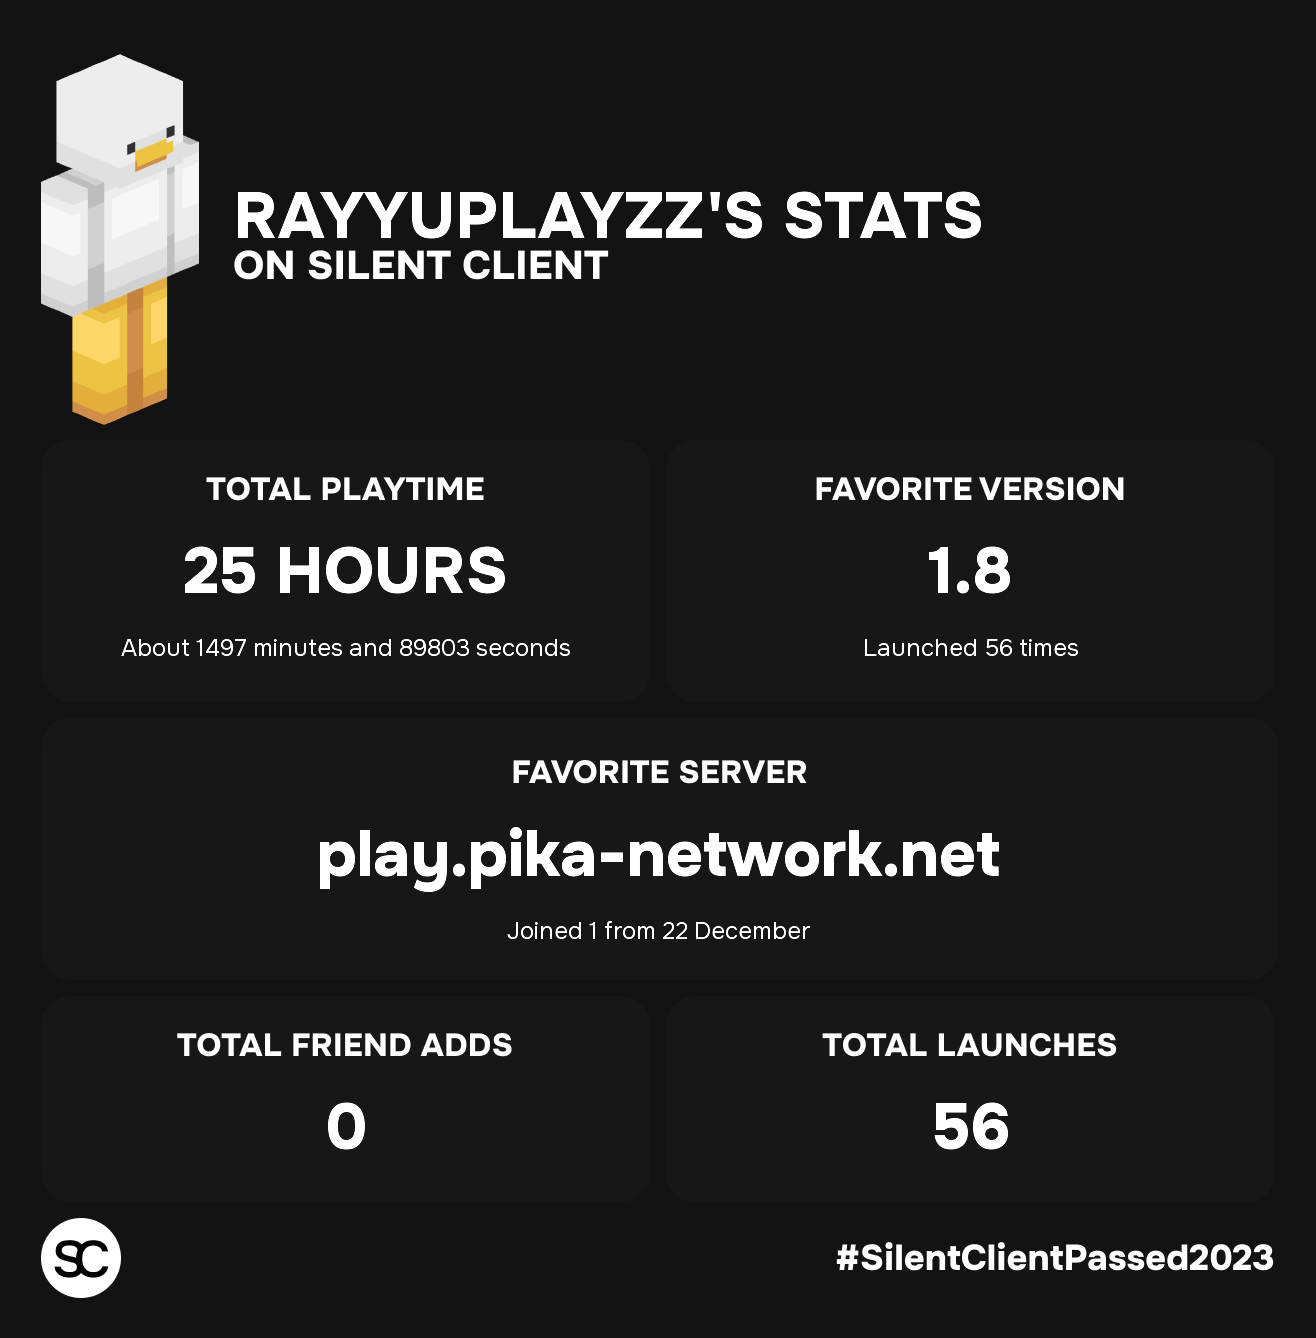 RAYYUPLAYZZ'S STATS
ON SILENT CLIENT
TOTAL PLAYTIME
25 HOURS
About 1497 minutes and 89803 seconds
FAVORITE VERSION
1.8
Launched 56 times
FAVORITE SERVER
play.pika-network.net
Joined 1 from 22 December
TOTAL FRIEND ADDS
0
TOTAL LAUNCHES
56
SC
#SilentClientPassed2023